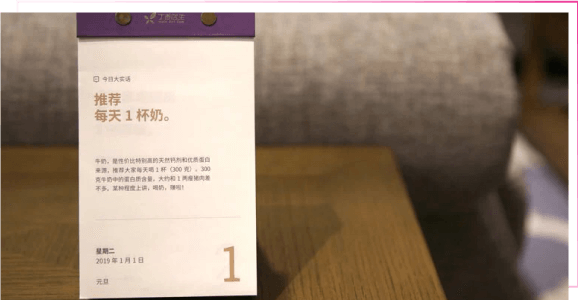 丁香医生
今日大实话
推荐
每天 1 杯奶。
牛奶，是性价比特别高的天然钙剂和优质蛋白
来源，推荐大家每天喝 1 杯（300 克）；300
克牛奶中的蛋白质含量，大约和 1 两瘦猪肉差
不多。某种程度上讲，喝奶，赚啦！
星期二
2019 年 1 月 1 日
1
元旦